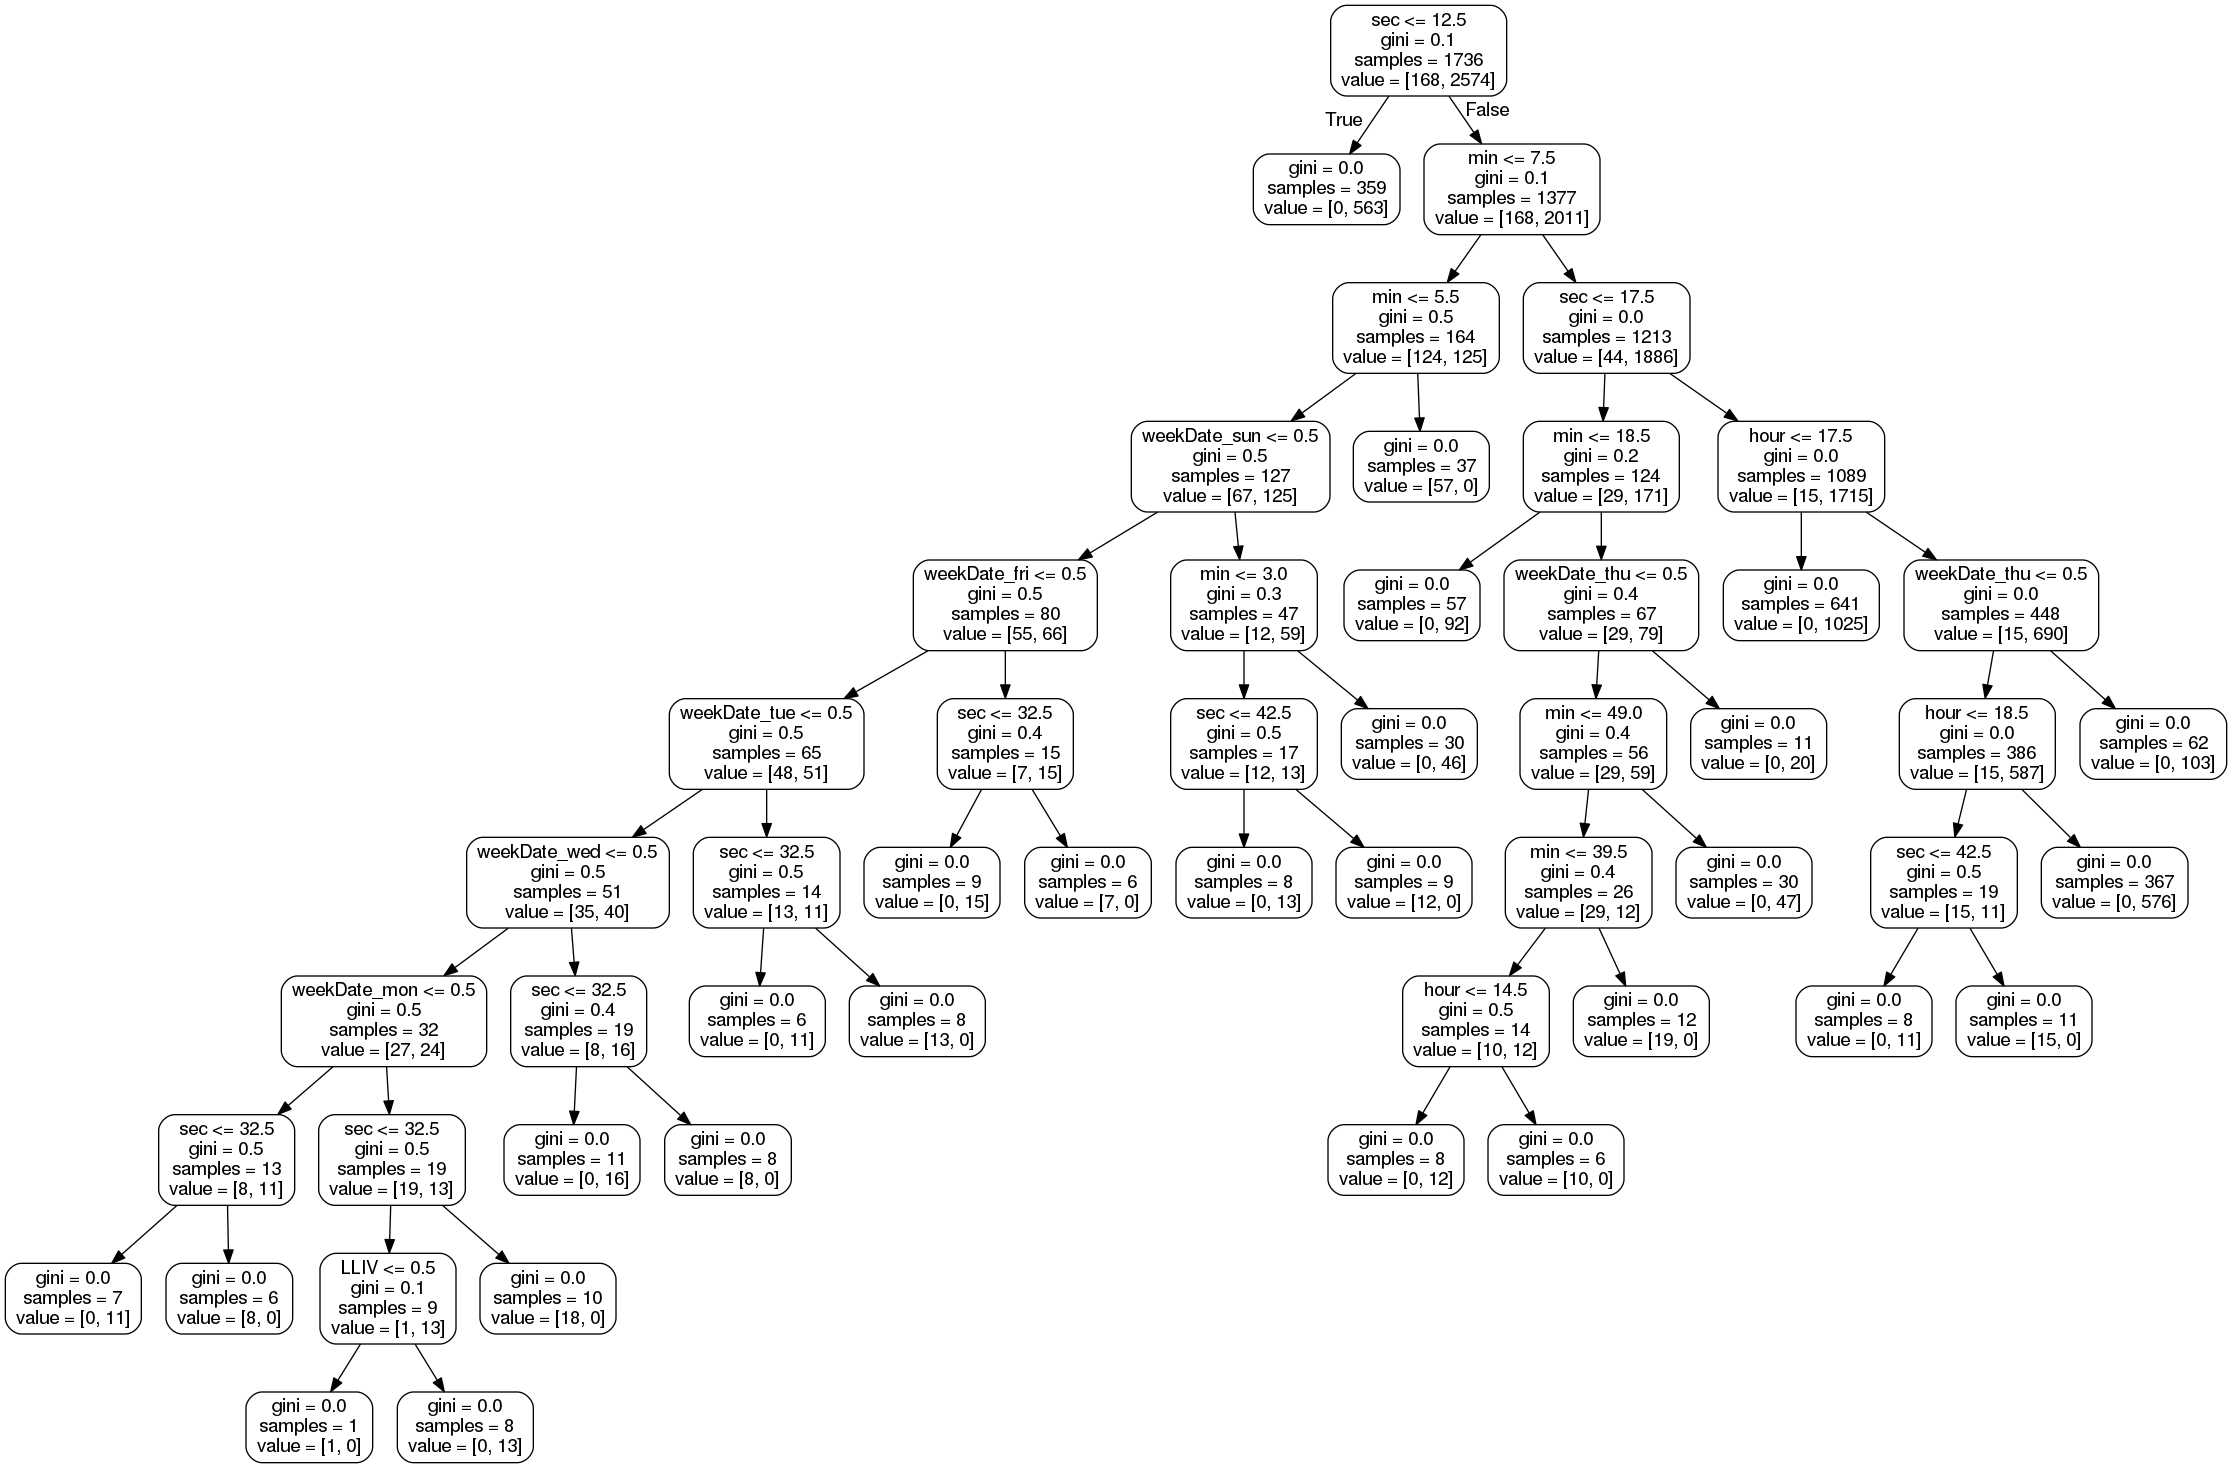 sec <= 12.5
gini = 0.1
samples = 1736
value = [168, 2574]
True
False
gini = 0.0
samples = 359
value = [0, 563]
min <= 7.5
gini = 0.1
samples = 1377
value = [168, 2011]
min <= 5.5
gini = 0.5
samples = 164
value = [124, 125]
sec <= 17.5
gini = 0.0
samples = 1213
value = [44, 1886]
weekDate_sun <= 0.5
gini = 0.5
samples = 127
value = [67, 125]
gini = 0.0
samples = 37
value = [57, 0]
min <= 18.5
gini = 0.2
samples = 124
value = [29, 171]
hour <= 17.5
gini = 0.0
samples = 1089
value = [15, 1715]
weekDate_fri <= 0.5
gini = 0.5
samples = 80
value = [55, 66]
min <= 3.0
gini = 0.3
samples = 47
value = [12, 59]
gini = 0.0
samples = 57
value = [0, 92]
weekDate_thu <= 0.5
gini = 0.4
samples = 67
value = [29, 79]
gini = 0.0
samples = 641
value = [0, 1025]
weekDate_thu <= 0.5
gini = 0.0
samples = 448
value = [15, 690]
weekDate_tue <= 0.5
gini = 0.5
samples = 65
value = [48, 51]
sec <= 32.5
gini = 0.4
samples = 15
value = [7, 15]
sec <= 42.5
gini = 0.5
samples = 17
value = [12, 13]
gini = 0.0
samples = 30
value = [0, 46]
min <= 49.0
gini = 0.4
samples = 56
value = [29, 59]
gini = 0.0
samples = 11
value = [0, 20]
hour <= 18.5
gini = 0.0
samples = 386
value = [15, 587]
gini = 0.0
samples = 62
value = [0, 103]
weekDate_wed <= 0.5
gini = 0.5
samples = 51
value = [35, 40]
sec <= 32.5
gini = 0.5
samples = 14
value = [13, 11]
gini = 0.0
samples = 9
value = [0, 15]
gini = 0.0
samples = 6
value = [7, 0]
gini = 0.0
samples = 8
value = [0, 13]
gini = 0.0
samples = 9
value = [12, 0]
min <= 39.5
gini = 0.4
samples = 26
value = [29, 12]
gini = 0.0
samples = 30
value = [0, 47]
sec <= 42.5
gini = 0.5
samples = 19
value = [15, 11]
gini = 0.0
samples = 367
value = [0, 576]
weekDate_mon <= 0.5
gini = 0.5
samples = 32
value = [27, 24]
sec <= 32.5
gini = 0.4
samples = 19
value = [8, 16]
gini = 0.0
samples = 6
value = [0, 11]
gini = 0.0
samples = 8
value = [13, 0]
hour <= 14.5
gini = 0.5
samples = 14
value = [10, 12]
gini = 0.0
samples = 12
value = [19, 0]
gini = 0.0
samples = 8
value = [0, 11]
gini = 0.0
samples = 11
value = [15, 0]
sec <= 32.5
gini = 0.5
samples = 13
value = [8, 11]
sec <= 32.5
gini = 0.5
samples = 19
value = [19, 13]
gini = 0.0
samples = 11
value = [0, 16]
gini = 0.0
samples = 8
value = [8, 0]
gini = 0.0
samples = 8
value = [0, 12]
gini = 0.0
samples = 6
value = [10, 0]
gini = 0.0
samples = 7
value = [0, 11]
gini = 0.0
samples = 6
value = [8, 0]
LLIV <= 0.5
gini = 0.1
samples = 9
value = [1, 13]
gini = 0.0
samples = 10
value = [18, 0]
gini = 0.0
samples = 1
value = [1, 0]
gini = 0.0
samples = 8
value = [0, 13]